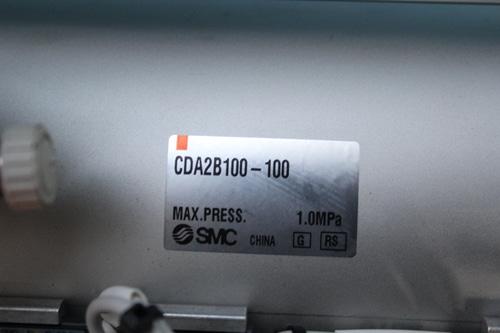 CDA2B100-100
MAX.PRESS. 1.0MPa
SMC CHINA G RS